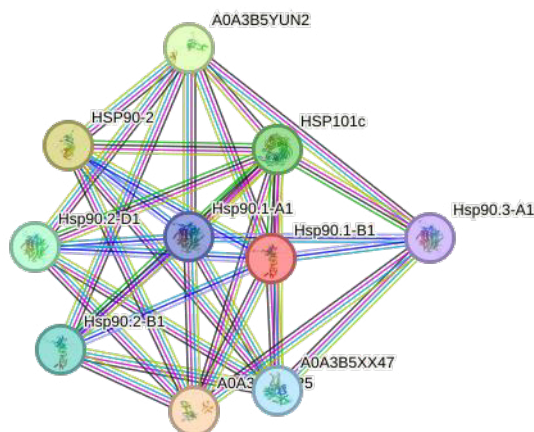 A0A3B5YUN2
HSP90-2
HSP101c
Hsp90.1-A1
Hsp90.3-A1
Hsp90.2-D1
Hsp90.1-B1
Hsp90.2-B1
A0A3B5XX47